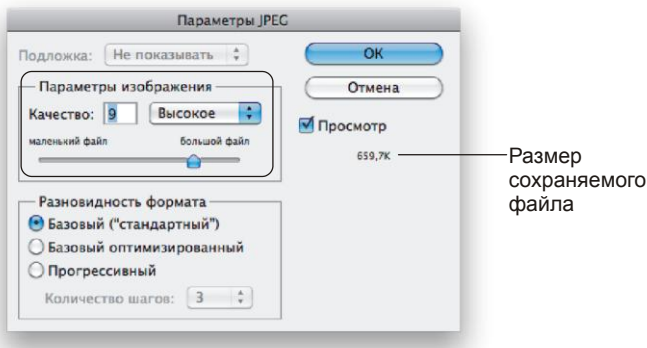 Параметры JPEG
Подложка: Не показывать
Параметры изображения
Качество: 9 Высокое
маленький файл большой файл
Разновидность формата
Базовый ("стандартный")
Базовый оптимизированный
Прогрессивный
Количество шагов: 3
OK
Отмена
Просмотр
659,7K
Размер
сохраняемого
файла